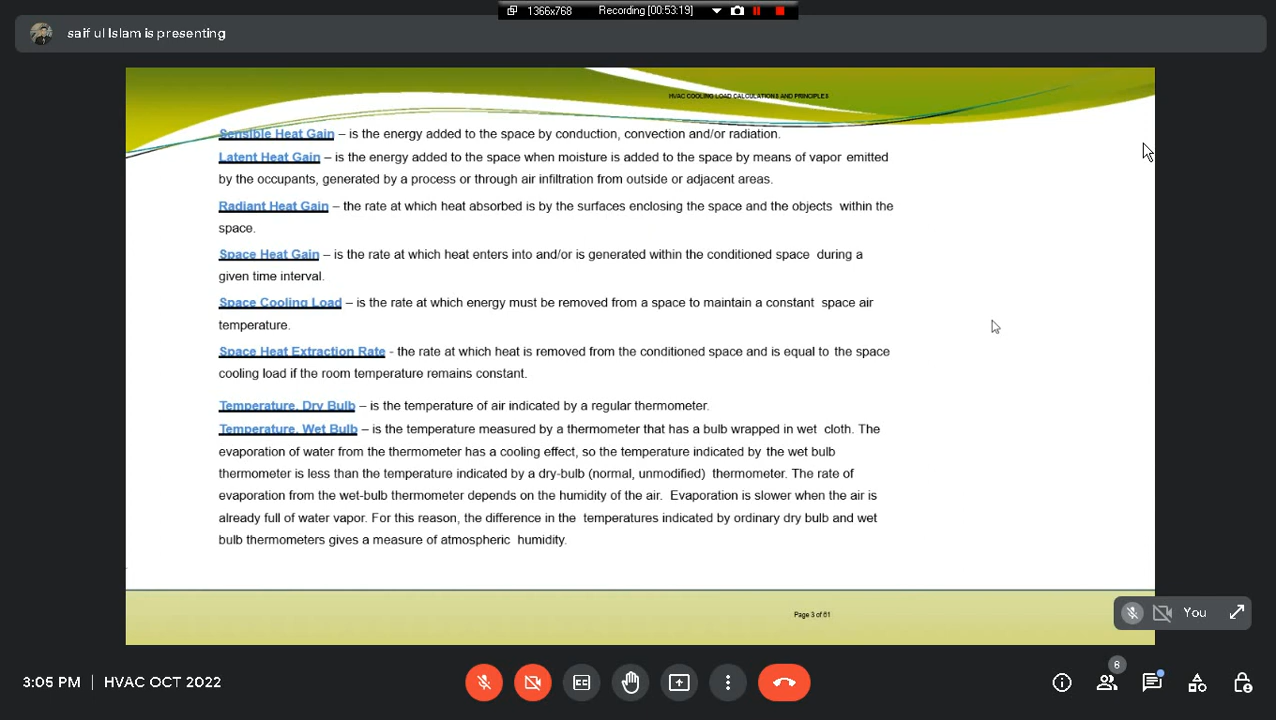 1366x768 Recording [00:53:19]
saif ul Islam is presenting
HVAC COOLING LOAD CALCULATIONS AND PRINCIPLES
Sensible Heat Gain – is the energy added to the space by conduction, convection and/or radiation.
Latent Heat Gain – is the energy added to the space when moisture is added to the space by means of vapor emitted
by the occupants, generated by a process or through air infiltration from outside or adjacent areas.
Radiant Heat Gain – the rate at which heat absorbed is by the surfaces enclosing the space and the objects within the
space.
Space Heat Gain – is the rate at which heat enters into and/or is generated within the conditioned space during a
given time interval.
Space Cooling Load – is the rate at which energy must be removed from a space to maintain a constant space air
temperature.
Space Heat Extraction Rate - the rate at which heat is removed from the conditioned space and is equal to the space
cooling load if the room temperature remains constant.
Temperature, Dry Bulb – is the temperature of air indicated by a regular thermometer.
Temperature, Wet Bulb – is the temperature measured by a thermometer that has a bulb wrapped in wet cloth. The
evaporation of water from the thermometer has a cooling effect, so the temperature indicated by the wet bulb
thermometer is less than the temperature indicated by a dry-bulb (normal, unmodified) thermometer. The rate of
evaporation from the wet-bulb thermometer depends on the humidity of the air. Evaporation is slower when the air is
already full of water vapor. For this reason, the difference in the temperatures indicated by ordinary dry bulb and wet
bulb thermometers gives a measure of atmospheric humidity.
Page 3 of 61
You
3:05 PM | HVAC OCT 2022
6